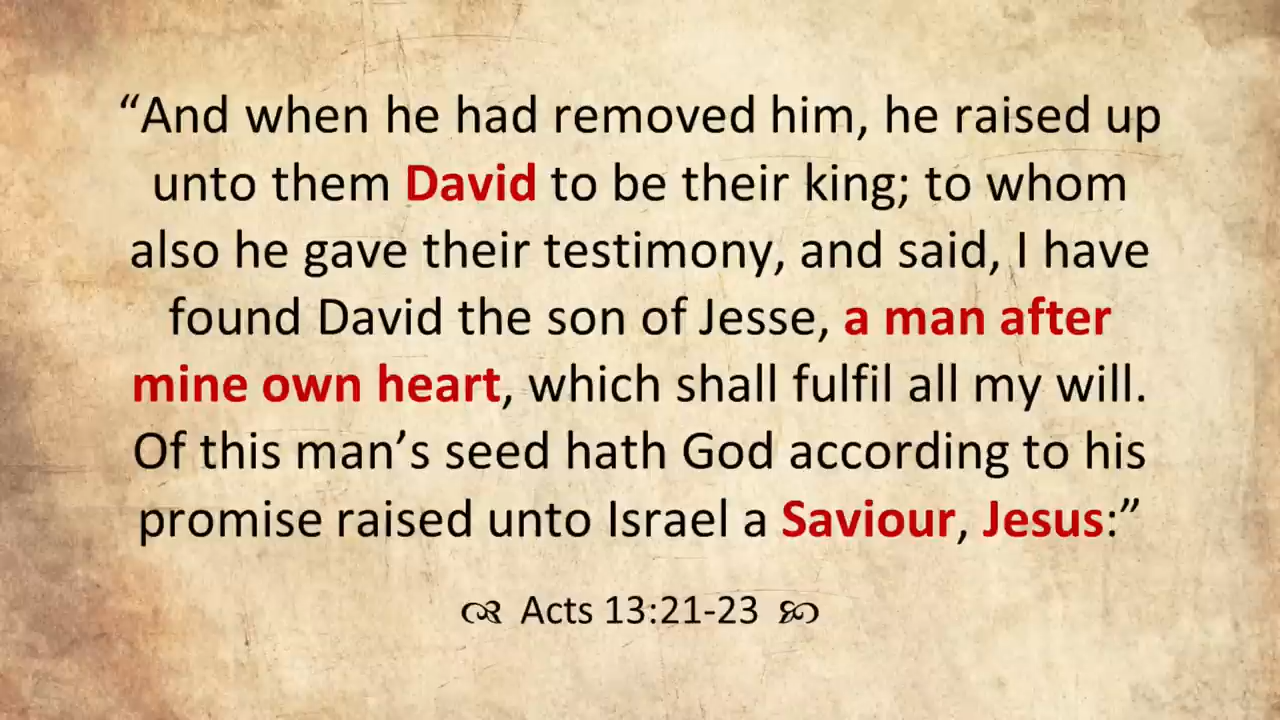 “And when he had removed him, he raised up
unto them David to be their king; to whom
also he gave their testimony, and said, I have
found David the son of Jesse, a man after
mine own heart, which shall fulfil all my will.
Of this man’s seed hath God according to his
promise raised unto Israel a Saviour, Jesus:”
Acts 13:21-23